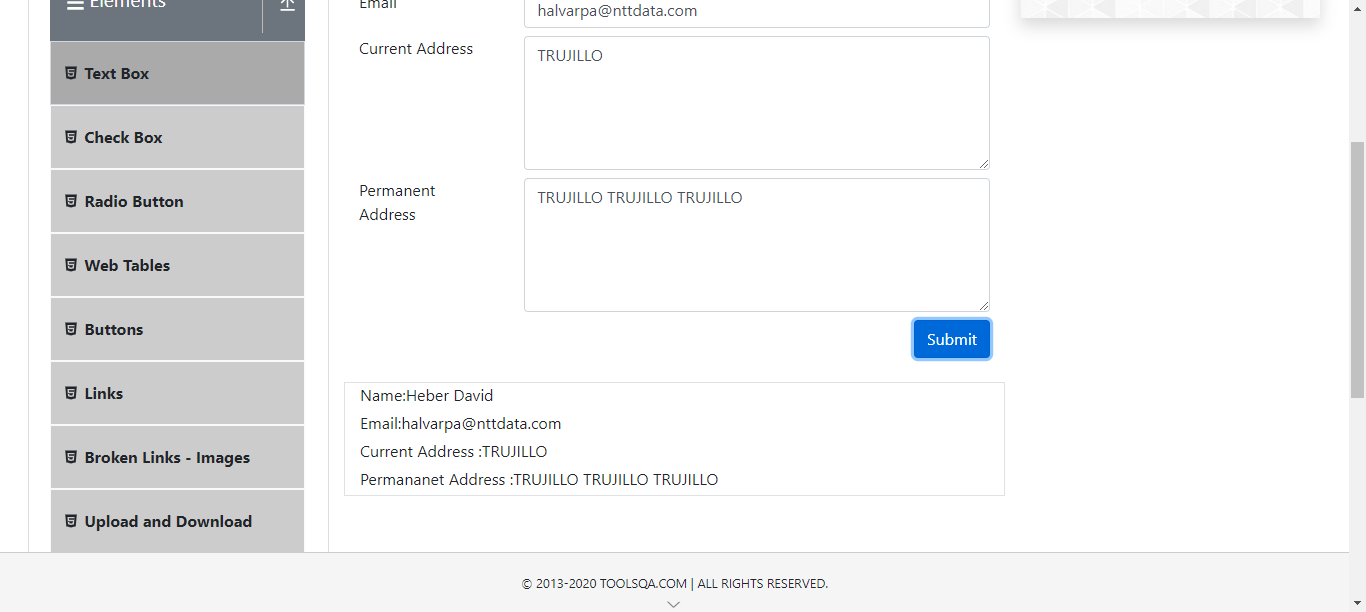 Elements
Text Box
Check Box
Radio Button
Web Tables
Buttons
Links
Broken Links - Images
Upload and Download
Email
halvarpa@nttdata.com
Current Address
TRUJILLO
Permanent
Address
TRUJILLO TRUJILLO TRUJILLO
Submit
Name:Heber David
Email:halvarpa@nttdata.com
Current Address :TRUJILLO
Permananet Address :TRUJILLO TRUJILLO TRUJILLO
© 2013-2020 TOOLSQA.COM | ALL RIGHTS RESERVED.